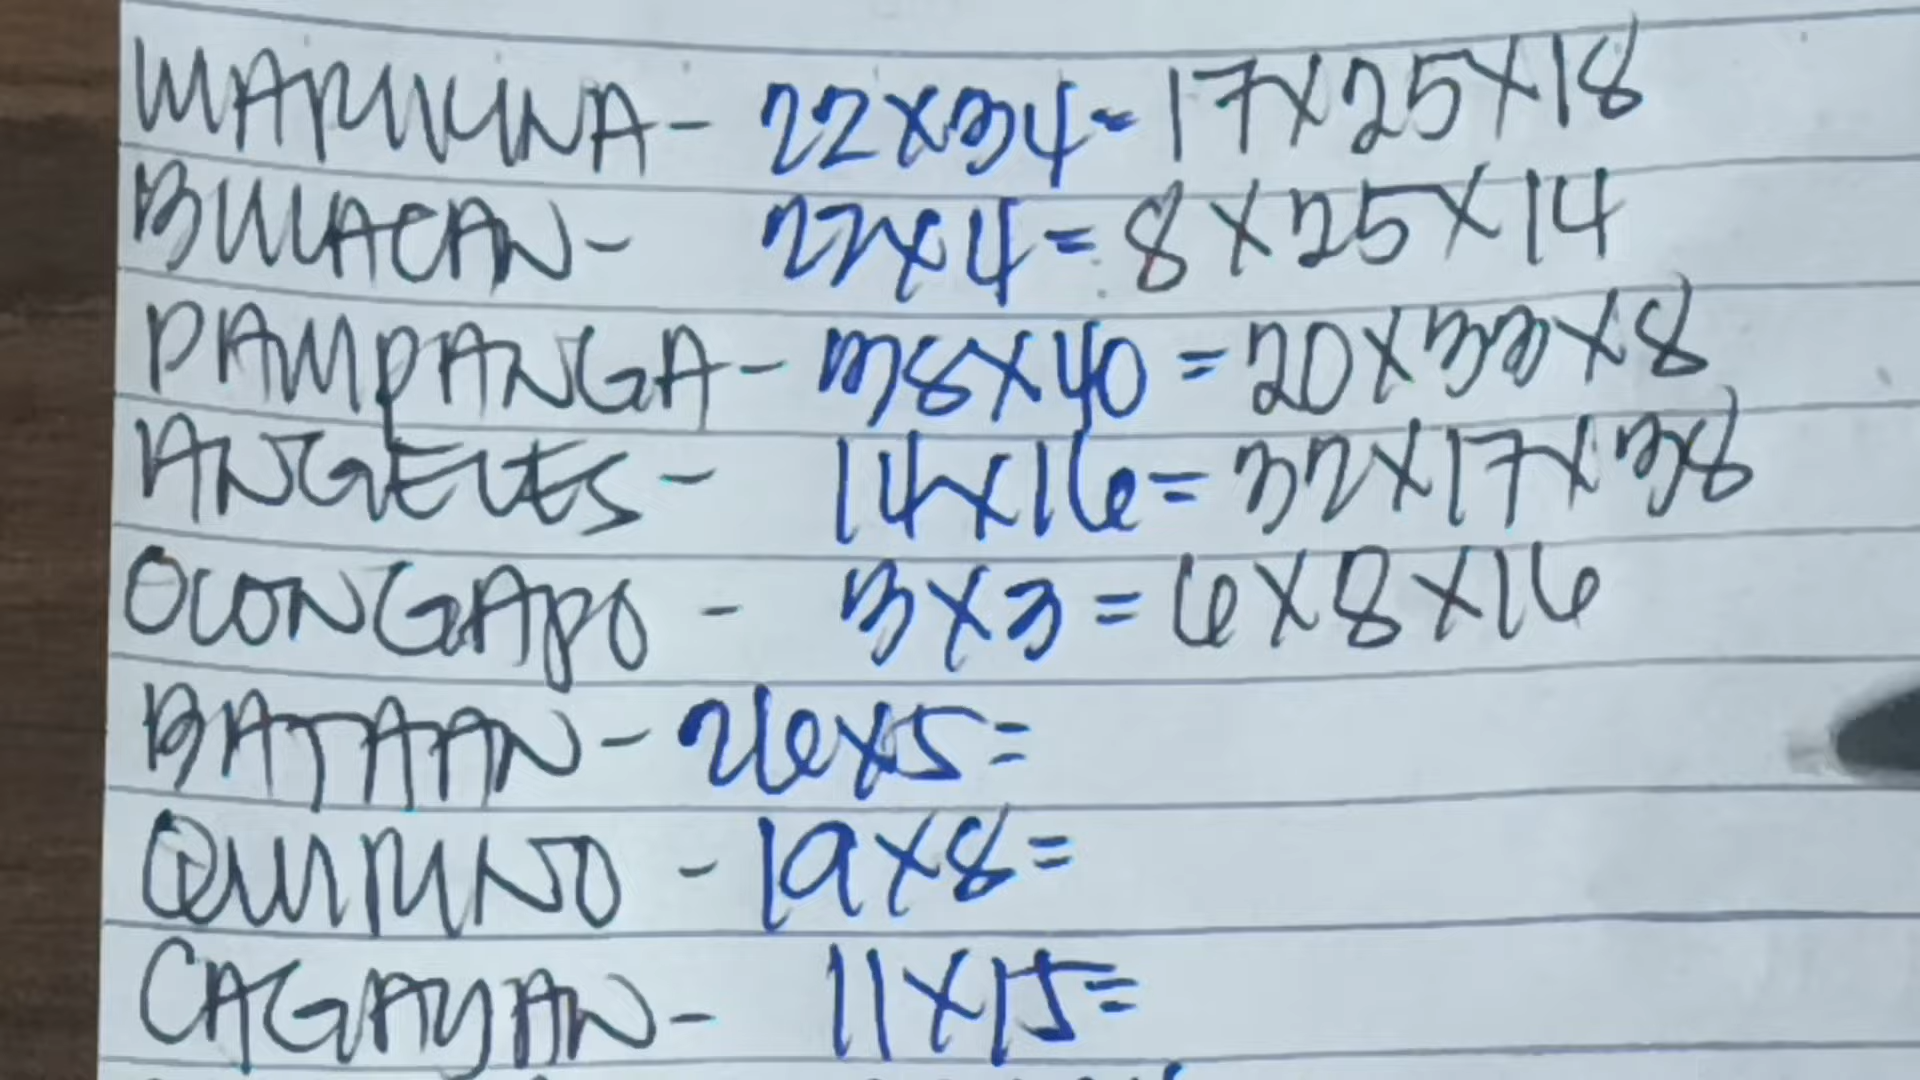 MARIKINA - 22X34 - 17X25X18
BULACAN - 22X4 = 8X25X14
PAMPANGA - 38X40 = 20X33X8
ANGELES - 14X16 = 32X17X38
OLONGAPO - 3X3 = 6X8X16
BATAAN - 26X5 =
QUIRINO - 19X8 =
CAGAYAN - 11X15 =